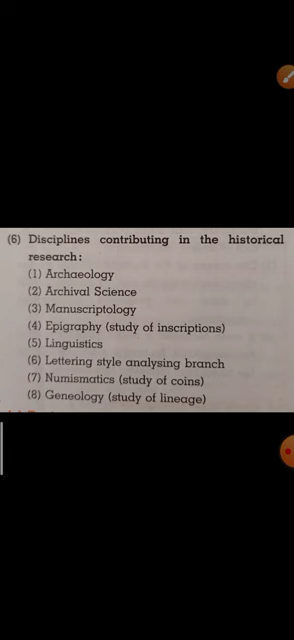 (6) Disciplines contributing in the historical
research:
(1) Archaeology
(2) Archival Science
(3) Manuscriptology
(4) Epigraphy (study of inscriptions)
(5) Linguistics
(6) Lettering style analysing branch
(7) Numismatics (study of coins)
(8) Geneology (study of lineage)